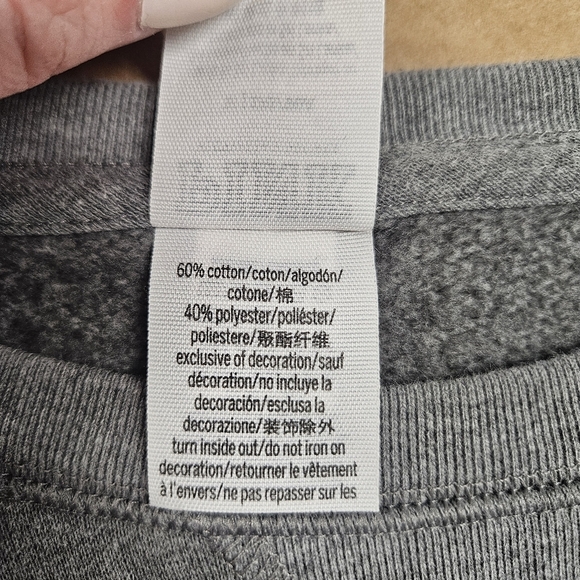 60% cotton/coton/algodón/
cotone/棉
40% polyester/poliéster/
poliestere/聚酯纤维
exclusive of decoration/sauf
décoration/no incluye la
decoración/esclusa la
decorazione/装饰除外
turn inside out/do not iron on
decoration/retourner le vêtement
à l'envers/ne pas repasser sur les